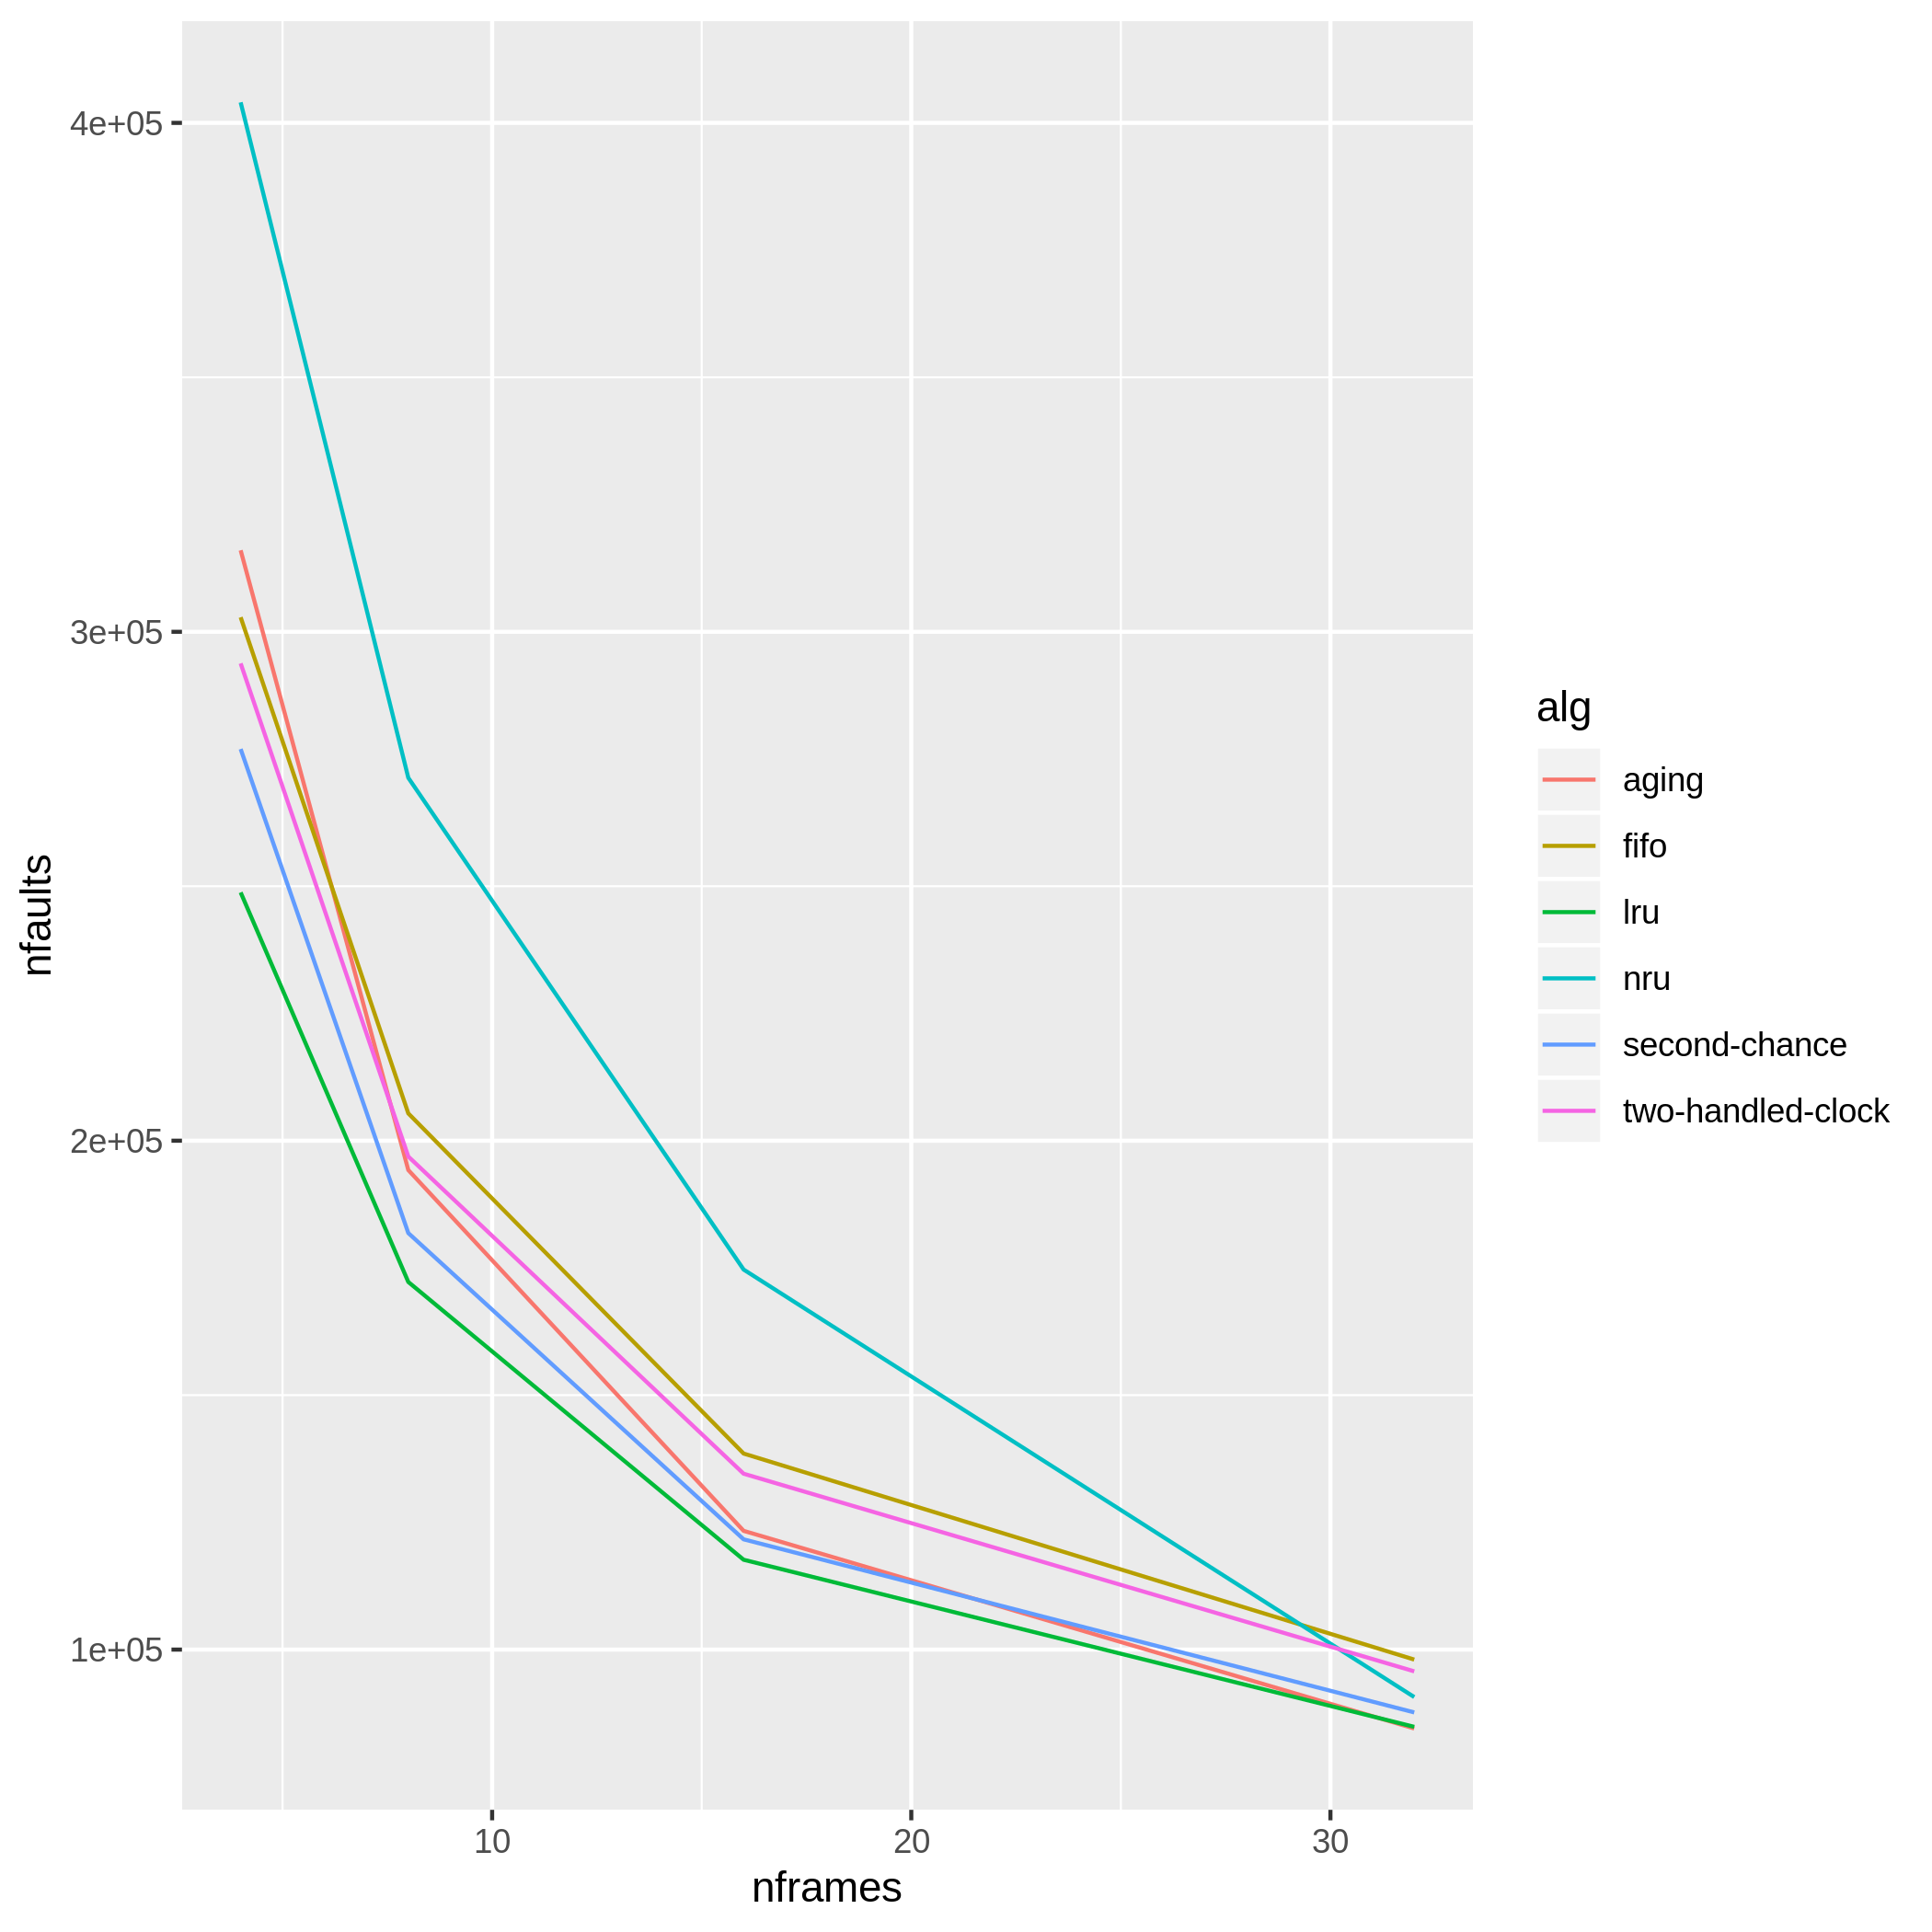 4e+05
3e+05
2e+05
1e+05
nfaults
10 20 30
nframes
alg
aging
fifo
lru
nru
second-chance
two-handled-clock